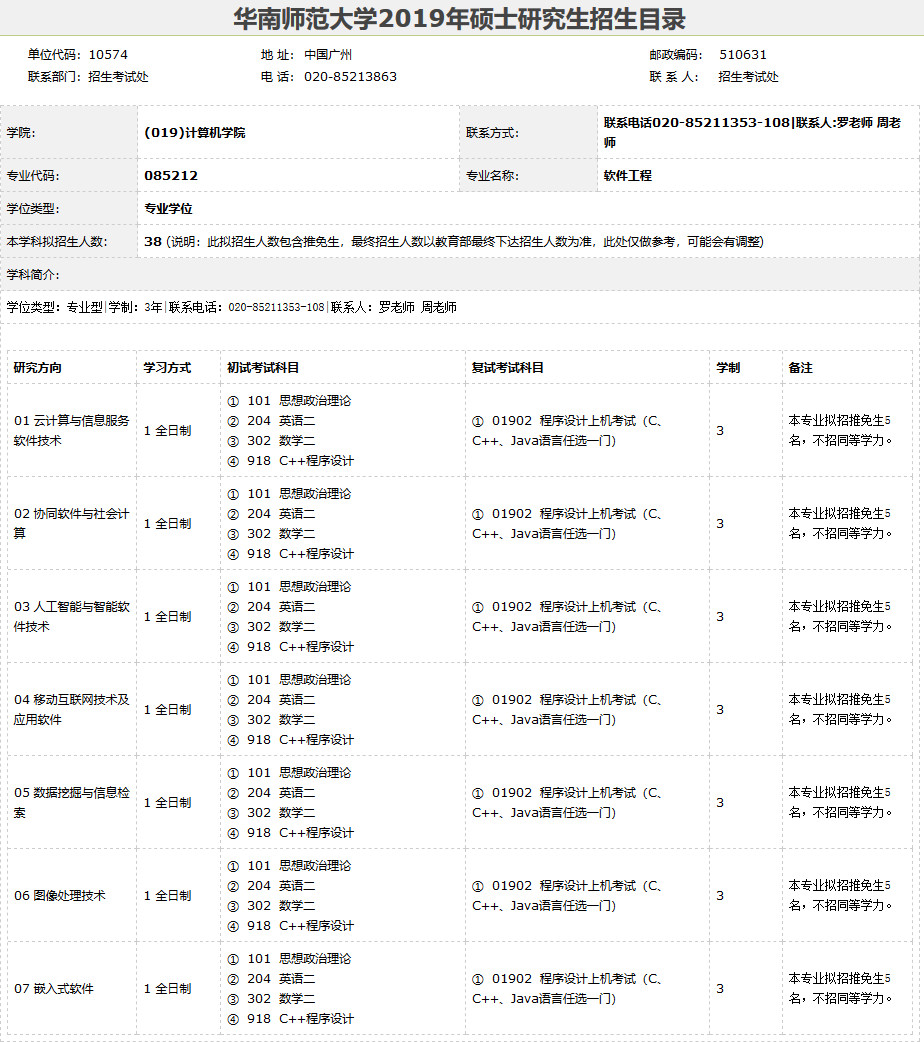 华南师范大学2019年硕士研究生招生目录
单位代码: 10574 地 址: 中国广州 邮政编码: 510631
联系部门: 招生考试处 电 话: 020-85213863 联 系 人: 招生考试处
学院: (019)计算机学院 联系方式: 联系电话020-85211353-108|联系人:罗老师 周老
师
专业代码: 085212 专业名称: 软件工程
学位类型: 专业学位
本学科拟招生人数: 38 (说明：此拟招生人数包含推免生，最终招生人数以教育部最终下达招生人数为准，此处仅做参考，可能会有调整)
学科简介:
学位类型：专业型|学制：3年|联系电话：020-85211353-108|联系人：罗老师 周老师
研究方向 学习方式 初试考试科目 复试考试科目 学制 备注
01 云计算与信息服务
软件技术
1 全日制
① 101 思想政治理论
② 204 英语二
③ 302 数学二
④ 918 C++程序设计
① 01902 程序设计上机考试（C、
C++、Java语言任选一门）
3
本专业拟招推免生5
名，不招同等学力。
02 协同软件与社会计
算
1 全日制
① 101 思想政治理论
② 204 英语二
③ 302 数学二
④ 918 C++程序设计
① 01902 程序设计上机考试（C、
C++、Java语言任选一门）
3
本专业拟招推免生5
名，不招同等学力。
03 人工智能与智能软
件技术
1 全日制
① 101 思想政治理论
② 204 英语二
③ 302 数学二
④ 918 C++程序设计
① 01902 程序设计上机考试（C、
C++、Java语言任选一门）
3
本专业拟招推免生5
名，不招同等学力。
04 移动互联网技术及
应用软件
1 全日制
① 101 思想政治理论
② 204 英语二
③ 302 数学二
④ 918 C++程序设计
① 01902 程序设计上机考试（C、
C++、Java语言任选一门）
3
本专业拟招推免生5
名，不招同等学力。
05 数据挖掘与信息检
索
1 全日制
① 101 思想政治理论
② 204 英语二
③ 302 数学二
④ 918 C++程序设计
① 01902 程序设计上机考试（C、
C++、Java语言任选一门）
3
本专业拟招推免生5
名，不招同等学力。
06 图像处理技术
1 全日制
① 101 思想政治理论
② 204 英语二
③ 302 数学二
④ 918 C++程序设计
① 01902 程序设计上机考试（C、
C++、Java语言任选一门）
3
本专业拟招推免生5
名，不招同等学力。
07 嵌入式软件
1 全日制
① 101 思想政治理论
② 204 英语二
③ 302 数学二
④ 918 C++程序设计
① 01902 程序设计上机考试（C、
C++、Java语言任选一门）
3
本专业拟招推免生5
名，不招同等学力。